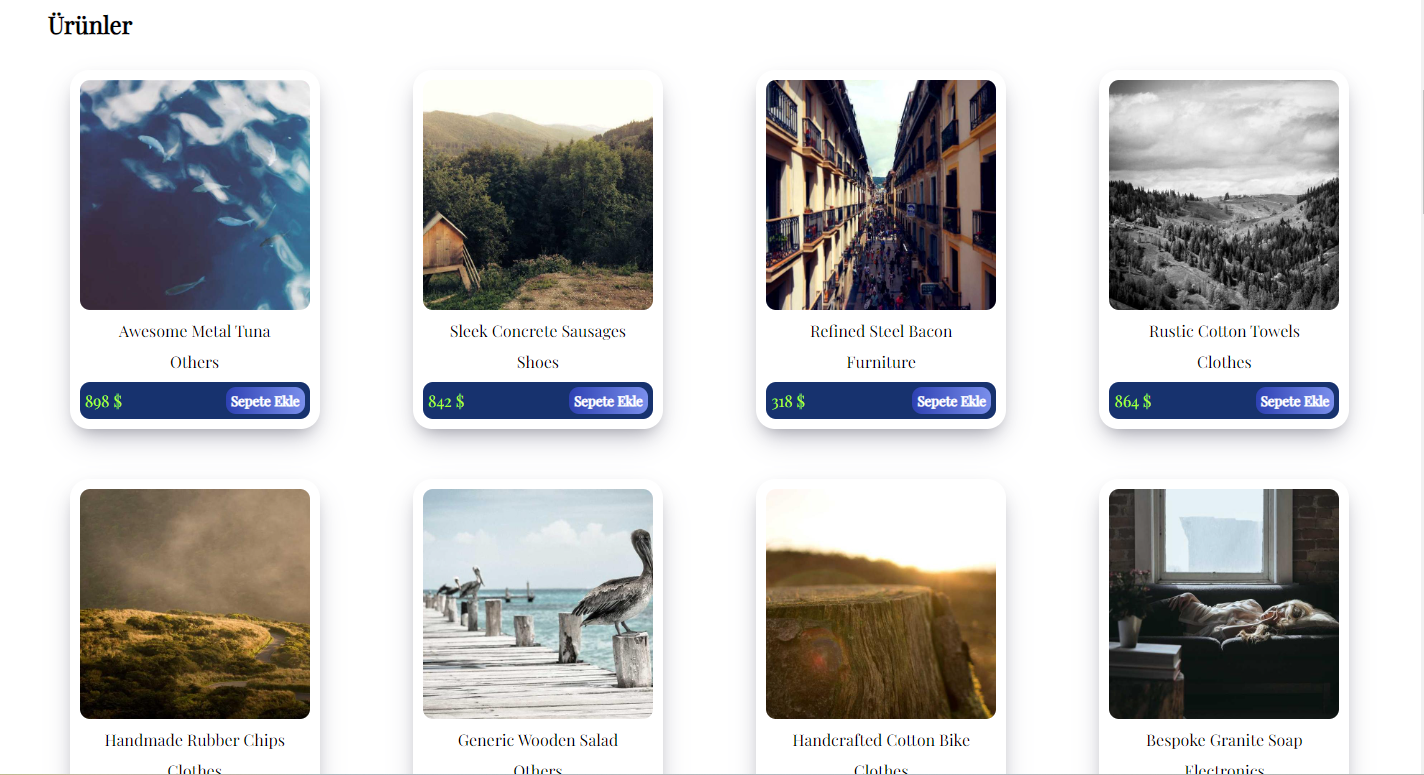 Ürünler
Awesome Metal Tuna
Others
898 $ Sepete Ekle
Sleek Concrete Sausages
Shoes
842 $ Sepete Ekle
Refined Steel Bacon
Furniture
318 $ Sepete Ekle
Rustic Cotton Towels
Clothes
864 $ Sepete Ekle
Handmade Rubber Chips
Clothes
Generic Wooden Salad
Others
Handcrafted Cotton Bike
Clothes
Bespoke Granite Soap
Electronics